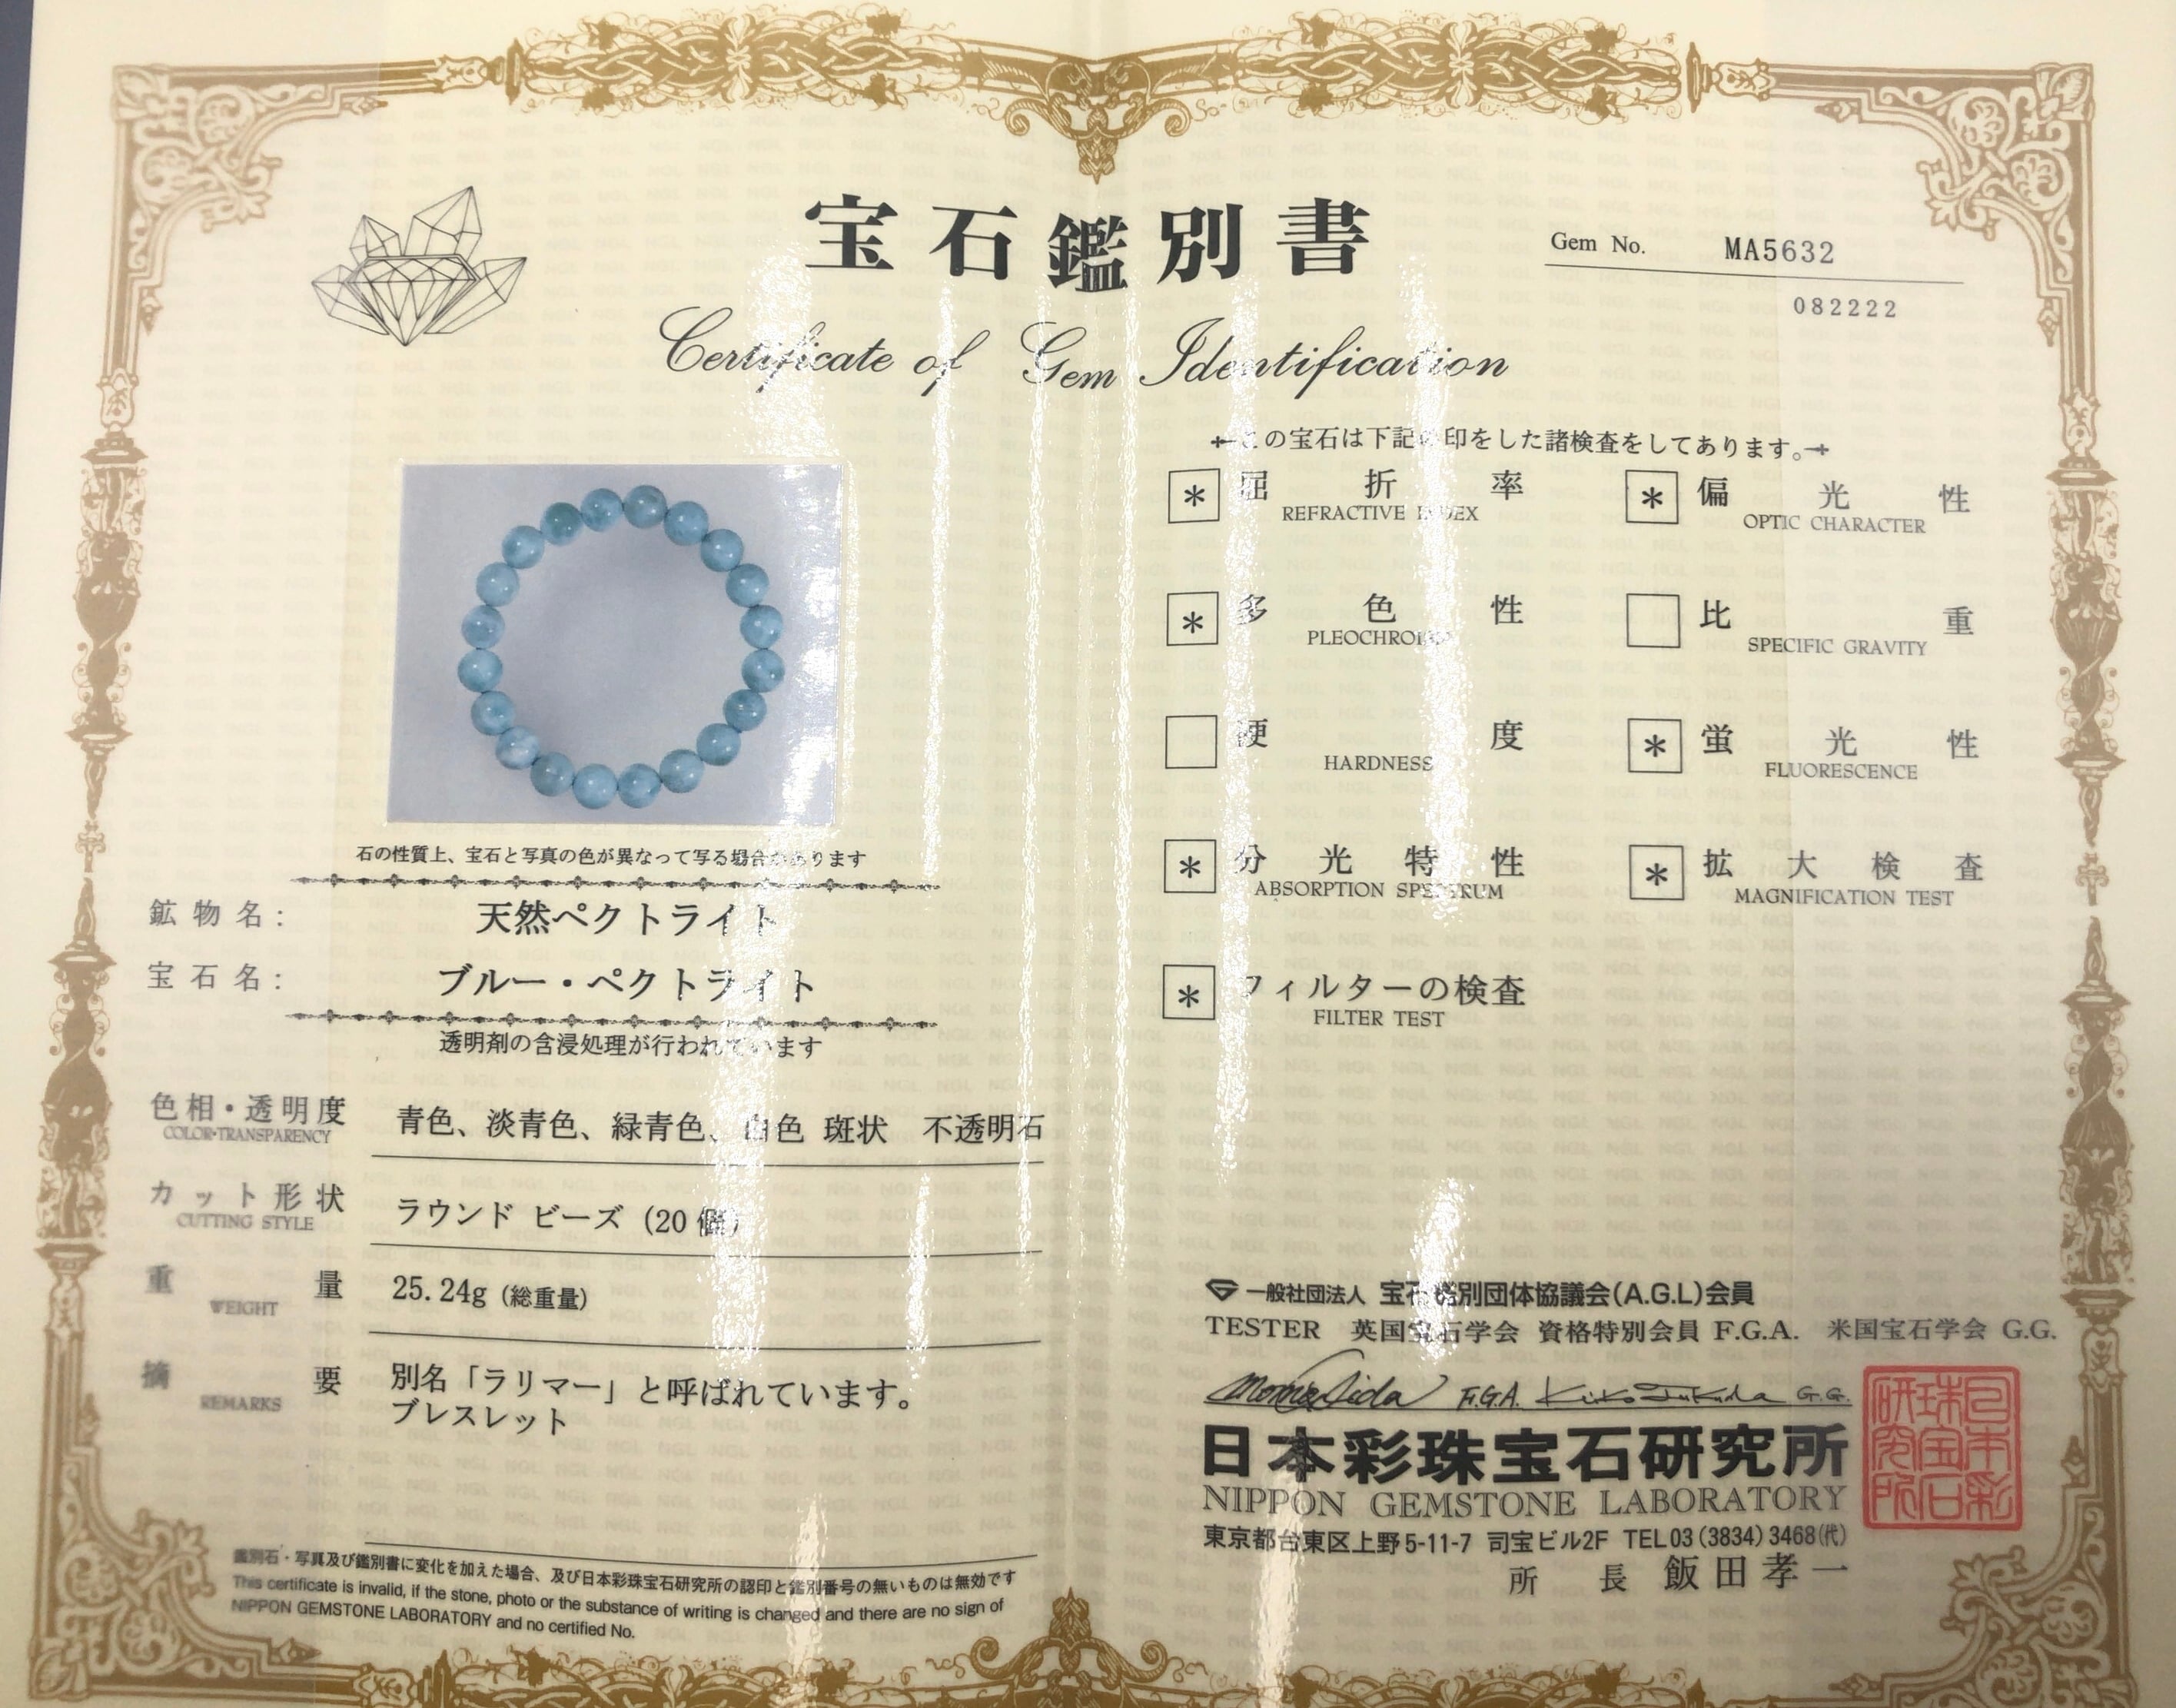 宝石鑑別書
Gem No. MA5632
082222
Certificate of Gem Identification
この宝石は下記の印をした諸検査をしてあります。
* 屈折率 * 偏光性
REFRACTIVE INDEX OPTIC CHARACTER
* 多色性 比重
PLEOCHROISM SPECIFIC GRAVITY
硬度 * 蛍光性
HARDNESS FLUORESCENCE
* 分光特性 * 拡大検査
ABSORPTION SPECTRUM MAGNIFICATION TEST
* フィルターの検査
FILTER TEST
石の性質上、宝石と写真の色が異なって写る場合があります
鉱物名: 天然ペクトライト
宝石名: ブルー・ペクトライト
透明剤の含浸処理が行われています
色相・透明度 青色、淡青色、緑青色、白色 斑状 不透明石
COLOR・TRANSPARENCY
カット形状 ラウンド ビーズ (20 個)
CUTTING STYLE
重量 25.24g (総重量)
WEIGHT
摘要 別名「ラリマー」と呼ばれています。
REMARKS ブレスレット
鑑別石・写真及び鑑別書に変化を加えた場合、及び日本彩珠宝石研究所の認印と鑑別番号の無いものは無効です
This certificate is invalid, if the stone, photo or the substance of writing is changed and there are no sign of
NIPPON GEMSTONE LABORATORY and no certified No.
一般社団法人 宝石鑑別団体協議会(A.G.L)会員
TESTER 英国宝石学会 資格特別会員 F.G.A. 米国宝石学会 G.G.
F.G.A. G.G.
日本彩珠宝石研究所
NIPPON GEMSTONE LABORATORY
東京都台東区上野5-11-7 司宝ビル2F TEL03(3834)3468(代)
所長 飯田孝一
日本彩珠宝石研究所